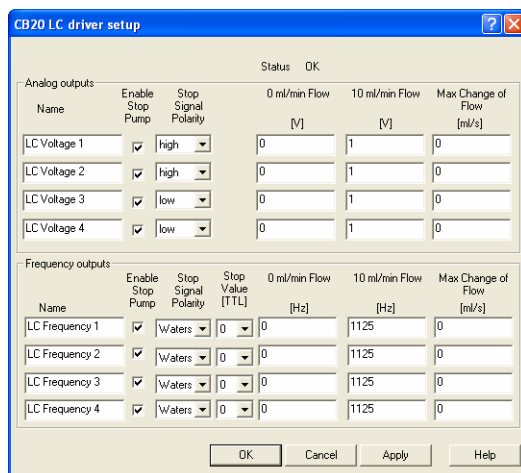 CB20 LC driver setup
Status OK
Analog outputs
Name Enable Stop Pump Stop Signal Polarity 0 ml/min Flow [V] 10 ml/min Flow [V] Max Change of Flow [ml/s]
LC Voltage 1 high 0 1 0
LC Voltage 2 high 0 1 0
LC Voltage 3 low 0 1 0
LC Voltage 4 low 0 1 0
Frequency outputs
Name Enable Stop Pump Stop Signal Polarity Stop Value [TTL] 0 ml/min Flow [Hz] 10 ml/min Flow [Hz] Max Change of Flow [ml/s]
LC Frequency 1 Waters 0 0 1125 0
LC Frequency 2 Waters 0 0 1125 0
LC Frequency 3 Waters 0 0 1125 0
LC Frequency 4 Waters 0 0 1125 0
OK Cancel Apply Help